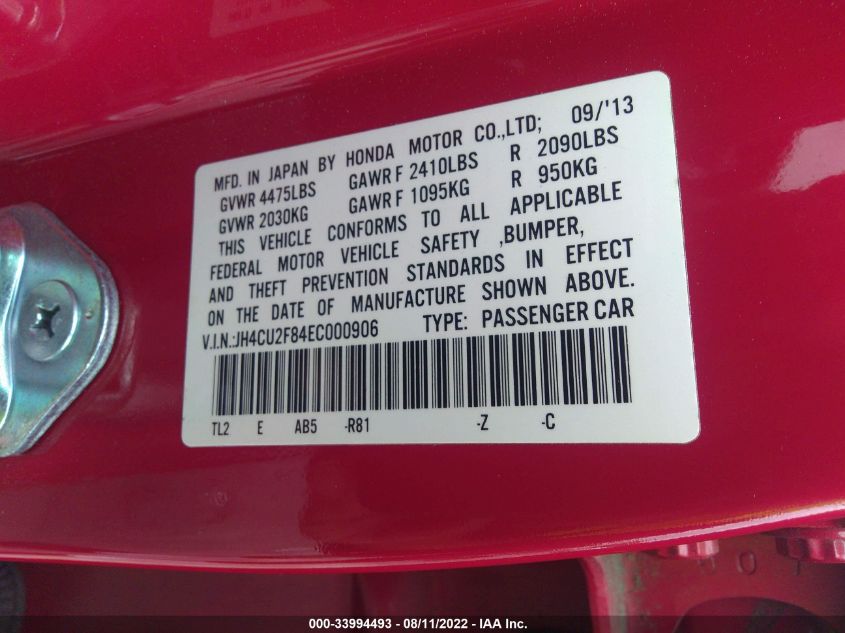 MFD. IN JAPAN BY HONDA MOTOR CO.,LTD; 09/'13
GVWR 4475LBS GAWR F 2410LBS R 2090LBS
GVWR 2030KG GAWR F 1095KG R 950KG
THIS VEHICLE CONFORMS TO ALL APPLICABLE
FEDERAL MOTOR VEHICLE SAFETY ,BUMPER,
AND THEFT PREVENTION STANDARDS IN EFFECT
ON THE DATE OF MANUFACTURE SHOWN ABOVE.
V.I.N.:JH4CU2F84EC000906 TYPE: PASSENGER CAR
TL2 E AB5 -R81 -Z -C
000-33994493 - 08/11/2022 - IAA Inc.